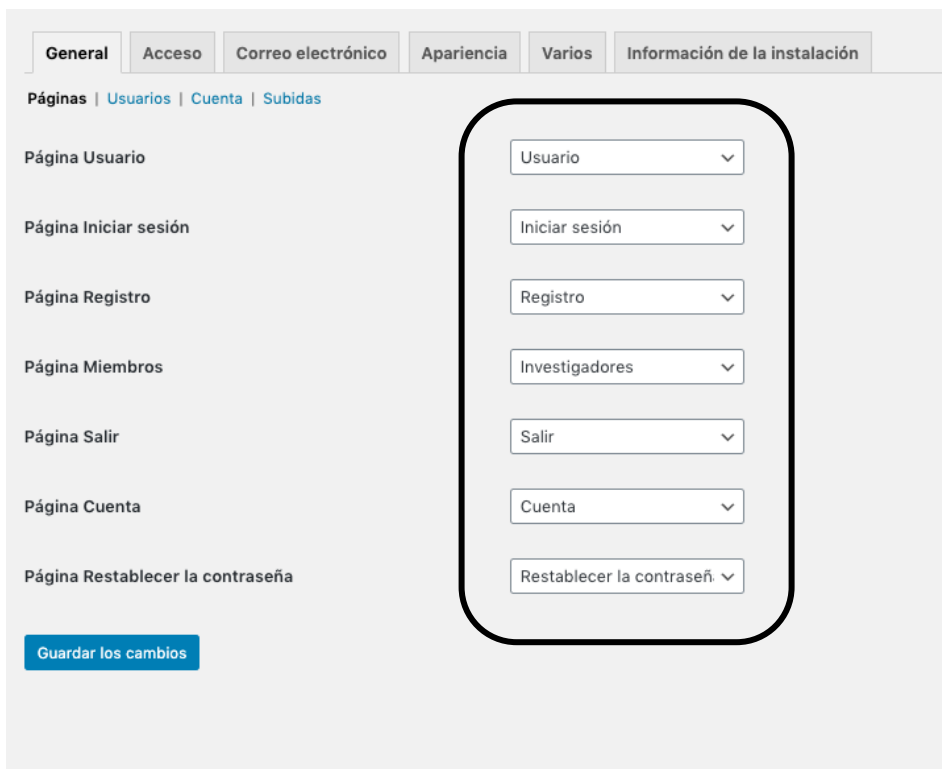 General Acceso Correo electrónico Apariencia Varios Información de la instalación
Páginas | Usuarios | Cuenta | Subidas
Página Usuario Usuario
Página Iniciar sesión Iniciar sesión
Página Registro Registro
Página Miembros Investigadores
Página Salir Salir
Página Cuenta Cuenta
Página Restablecer la contraseña Restablecer la contraseñ
Guardar los cambios